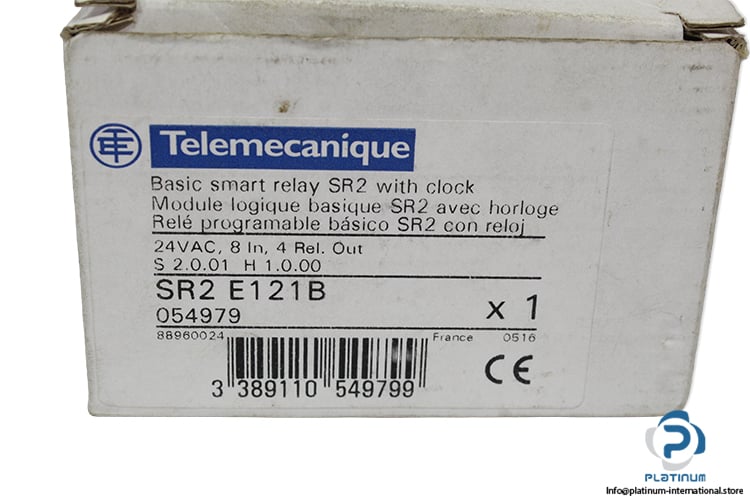 Telemecanique
Basic smart relay SR2 with clock
Module logique basique SR2 avec horloge
Relé programable básico SR2 con reloj
24VAC, 8 In, 4 Rel. Out
S 2.0.01 H 1.0.00
SR2 E121B
054979
x 1
88960024 France 0516
3 389110 549799
CE
PLATINUM
Info@platinum-international.store